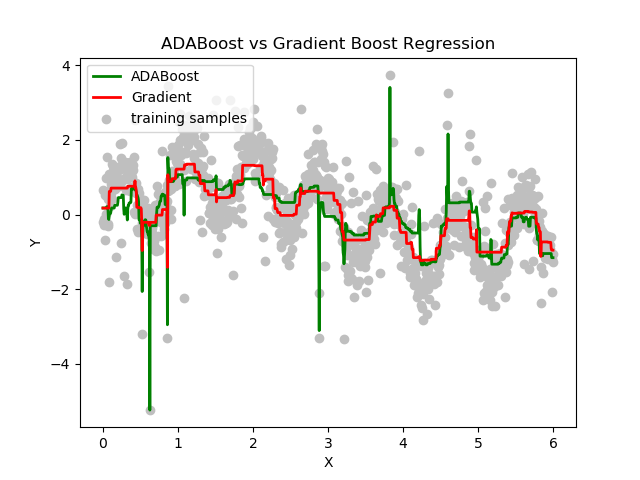 ADABoost vs Gradient Boost Regression
ADABoost
Gradient
training samples
Y
4
2
0
−2
−4
0 1 2 3 4 5 6
X